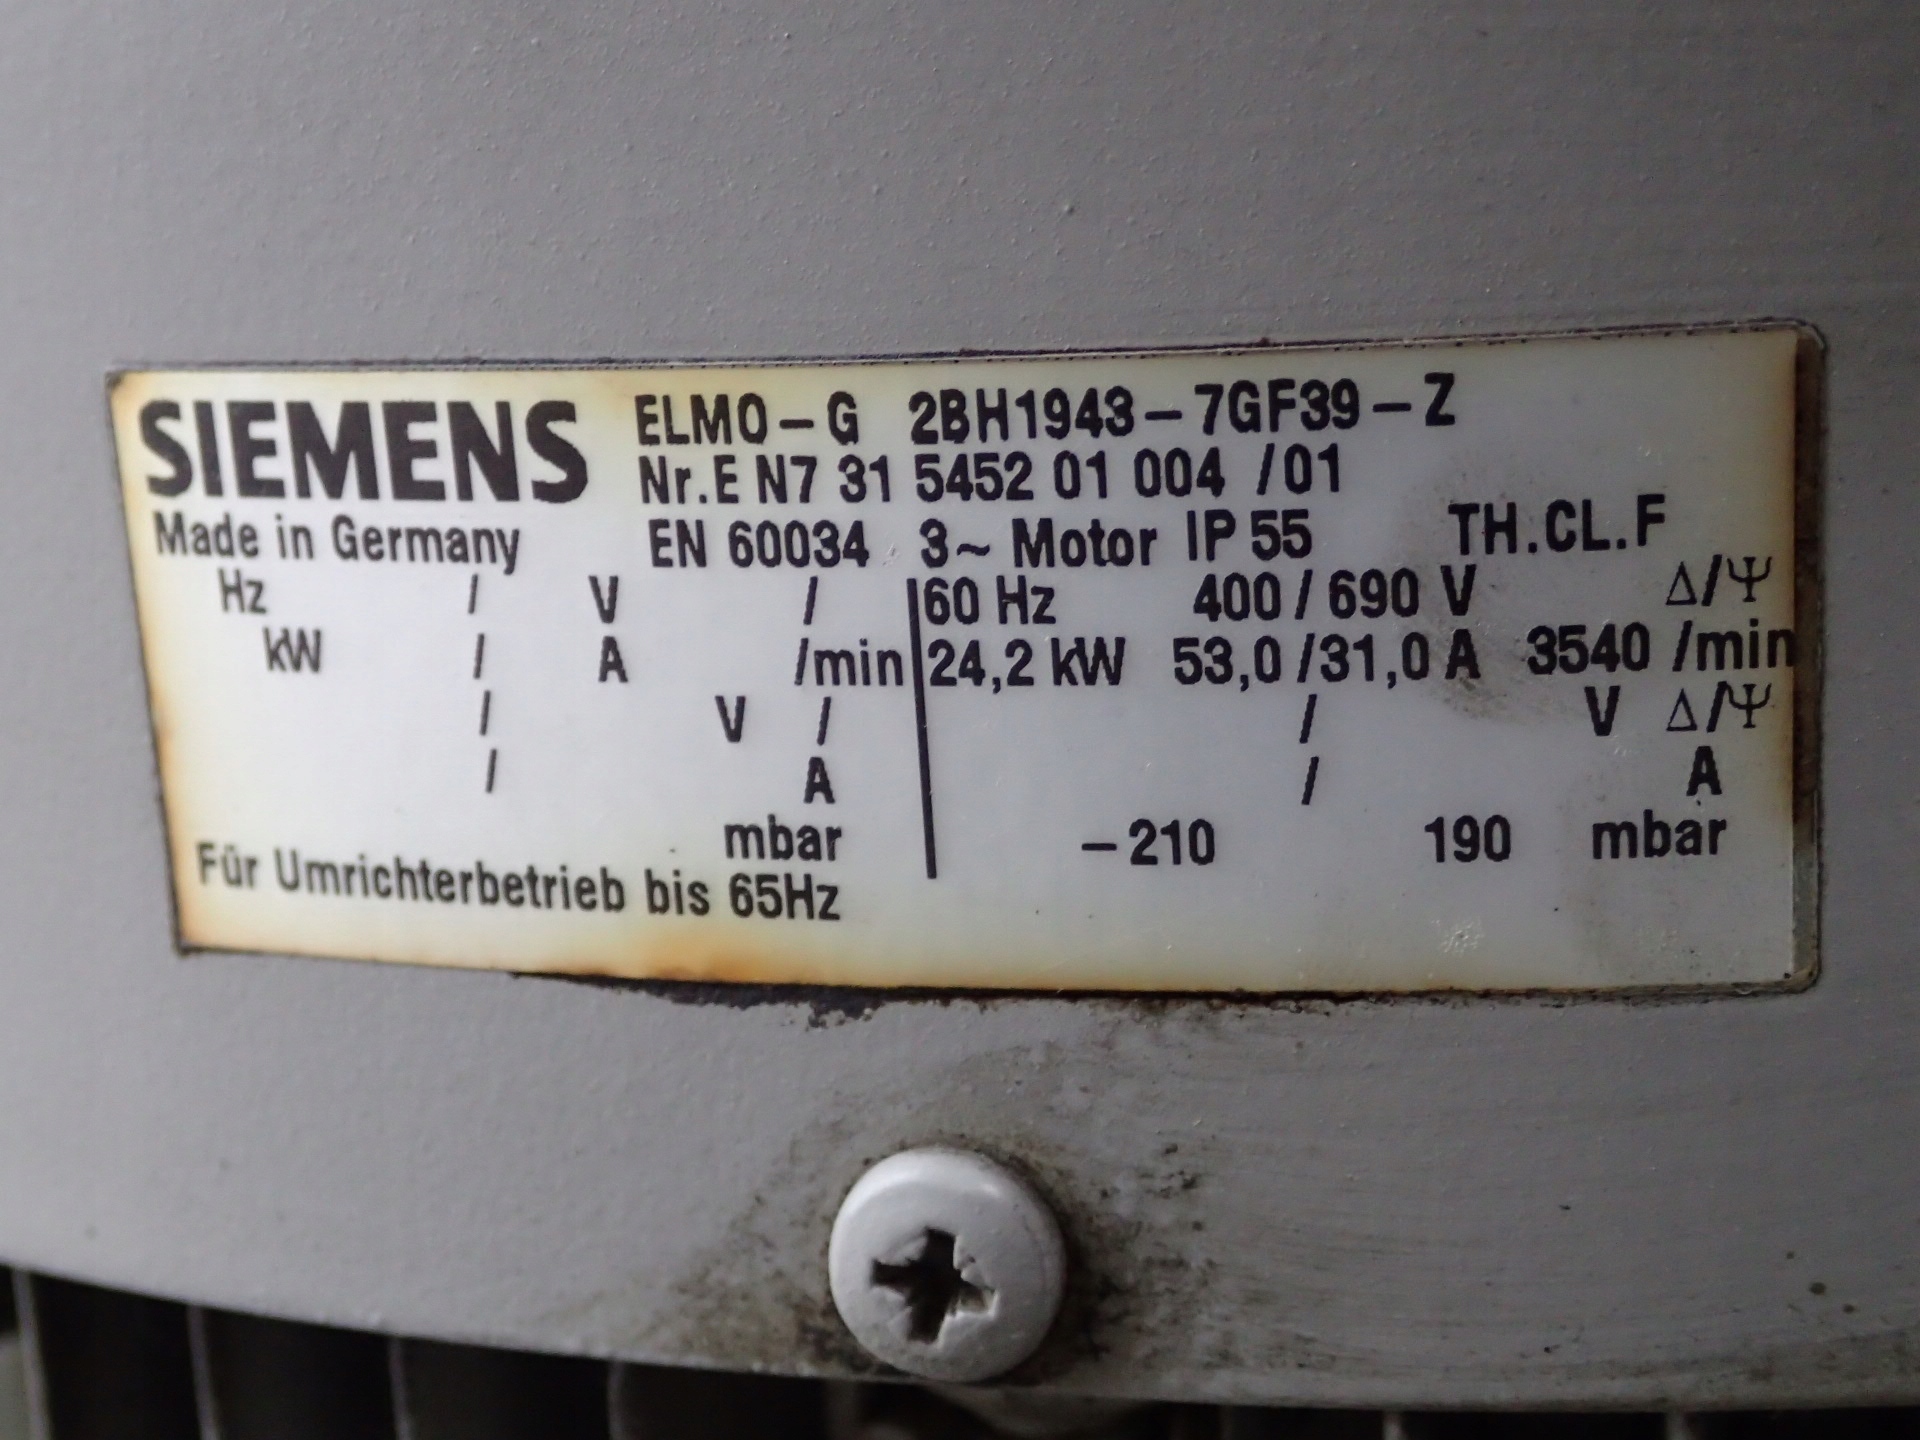 SIEMENS ELMO-G 2BH1943-7GF39-Z
Nr.E N7 31 5452 01 004 /01
Made in Germany EN 60034 3~ Motor IP 55 TH.CL.F
Hz / V / 60 Hz 400 / 690 V Δ/Ψ
kW / A /min 24,2 kW 53,0 /31,0 A 3540 /min
/ V / / V Δ/Ψ
/ A / A
mbar -210 190 mbar
Für Umrichterbetrieb bis 65Hz